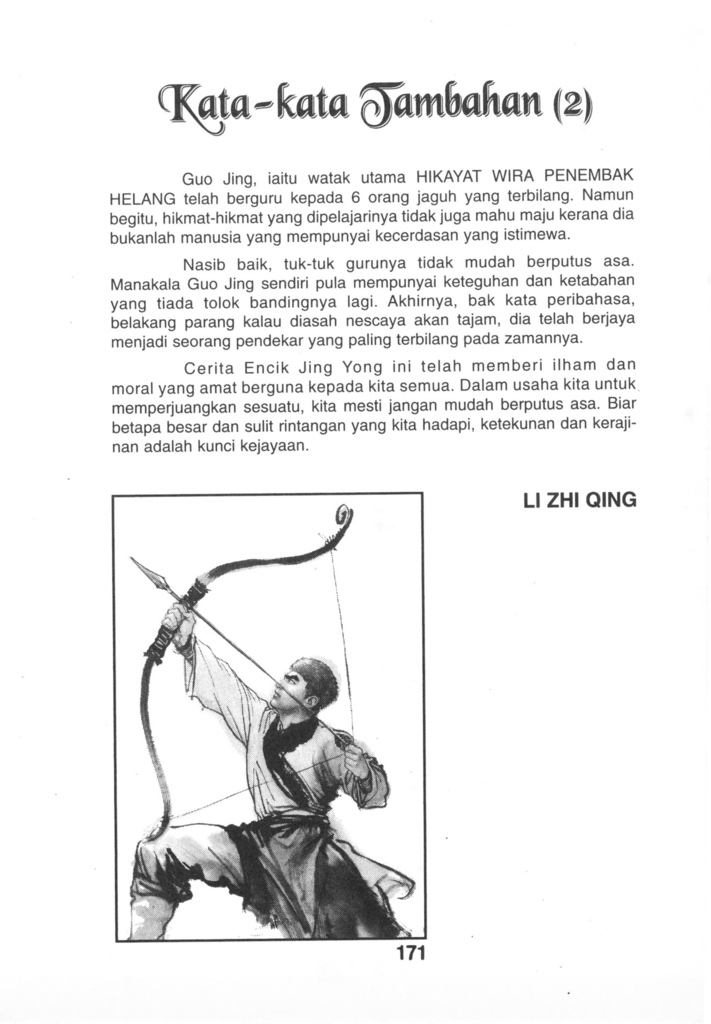 Kata-kata Tambahan (2)
Guo Jing, iaitu watak utama HIKAYAT WIRA PENEMBAK
HELANG telah berguru kepada 6 orang jaguh yang terbilang. Namun
begitu, hikmat-hikmat yang dipelajarinya tidak juga mahu maju kerana dia
bukanlah manusia yang mempunyai kecerdasan yang istimewa.
Nasib baik, tuk-tuk gurunya tidak mudah berputus asa.
Manakala Guo Jing sendiri pula mempunyai keteguhan dan ketabahan
yang tiada tolok bandingnya lagi. Akhirnya, bak kata peribahasa,
belakang parang kalau diasah nescaya akan tajam, dia telah berjaya
menjadi seorang pendekar yang paling terbilang pada zamannya.
Cerita Encik Jing Yong ini telah memberi ilham dan
moral yang amat berguna kepada kita semua. Dalam usaha kita untuk
memperjuangkan sesuatu, kita mesti jangan mudah berputus asa. Biar
betapa besar dan sulit rintangan yang kita hadapi, ketekunan dan keraji-
nan adalah kunci kejayaan.
LI ZHI QING
171